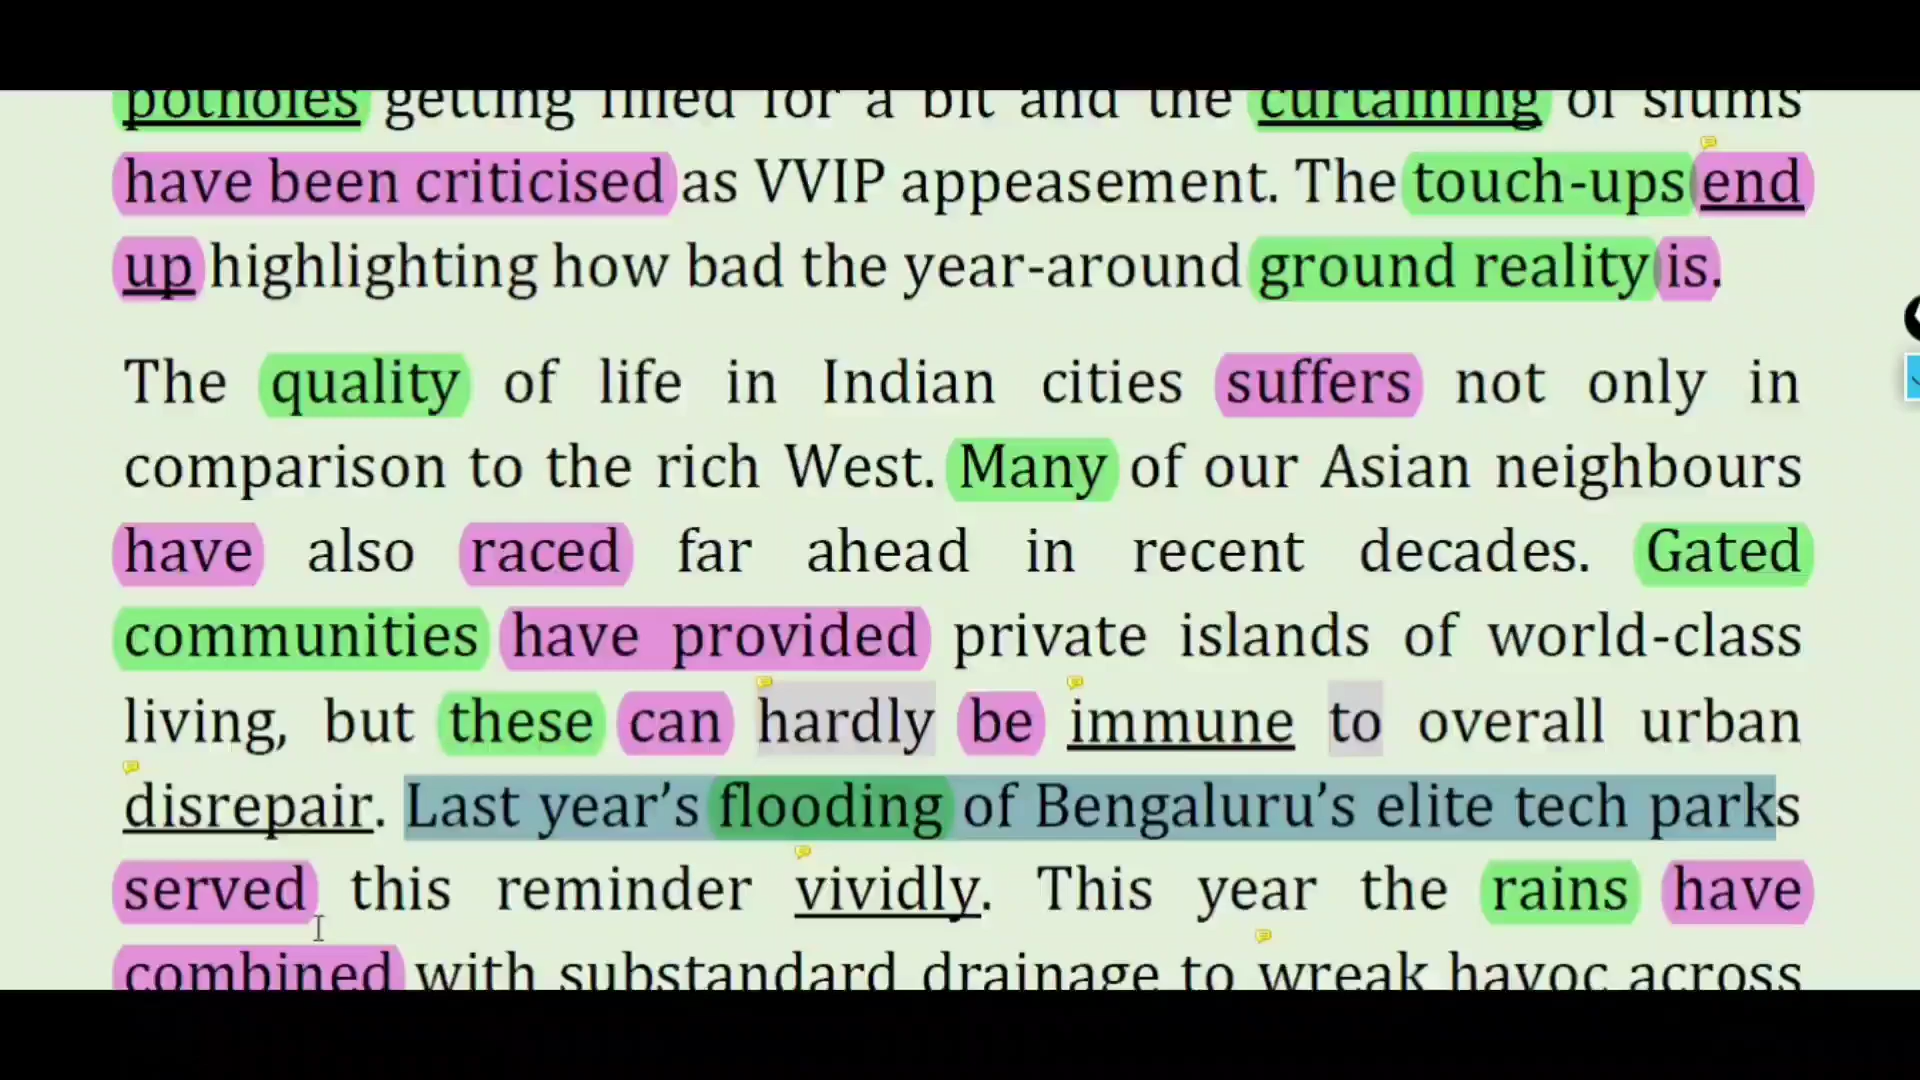 potholes getting filled for a bit and the curtaining of slums
have been criticised as VVIP appeasement. The touch-ups end
up highlighting how bad the year-around ground reality is.
The quality of life in Indian cities suffers not only in
comparison to the rich West. Many of our Asian neighbours
have also raced far ahead in recent decades. Gated
communities have provided private islands of world-class
living, but these can hardly be immune to overall urban
disrepair. Last year’s flooding of Bengaluru’s elite tech parks
served this reminder vividly. This year the rains have
combined with substandard drainage to wreak havoc across